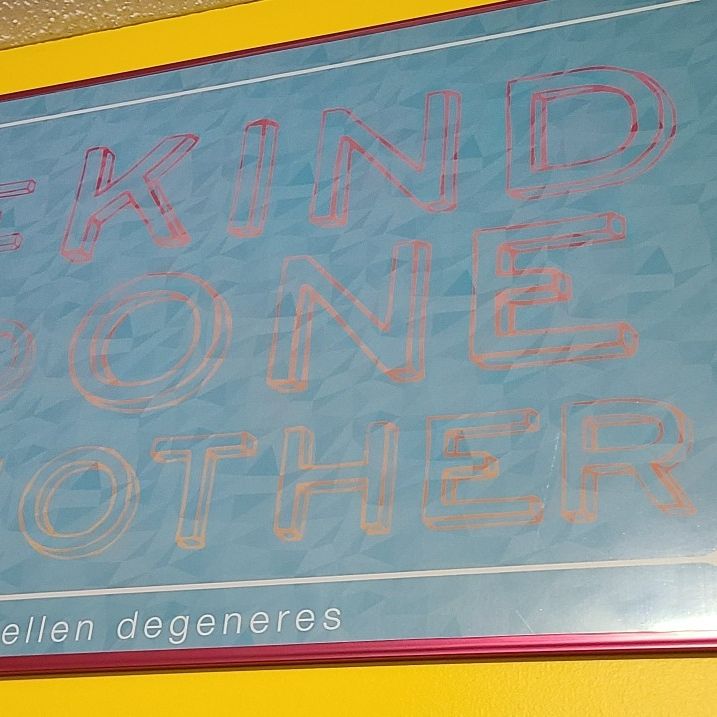 E KIND
O ONE
OTHER
ellen degeneres